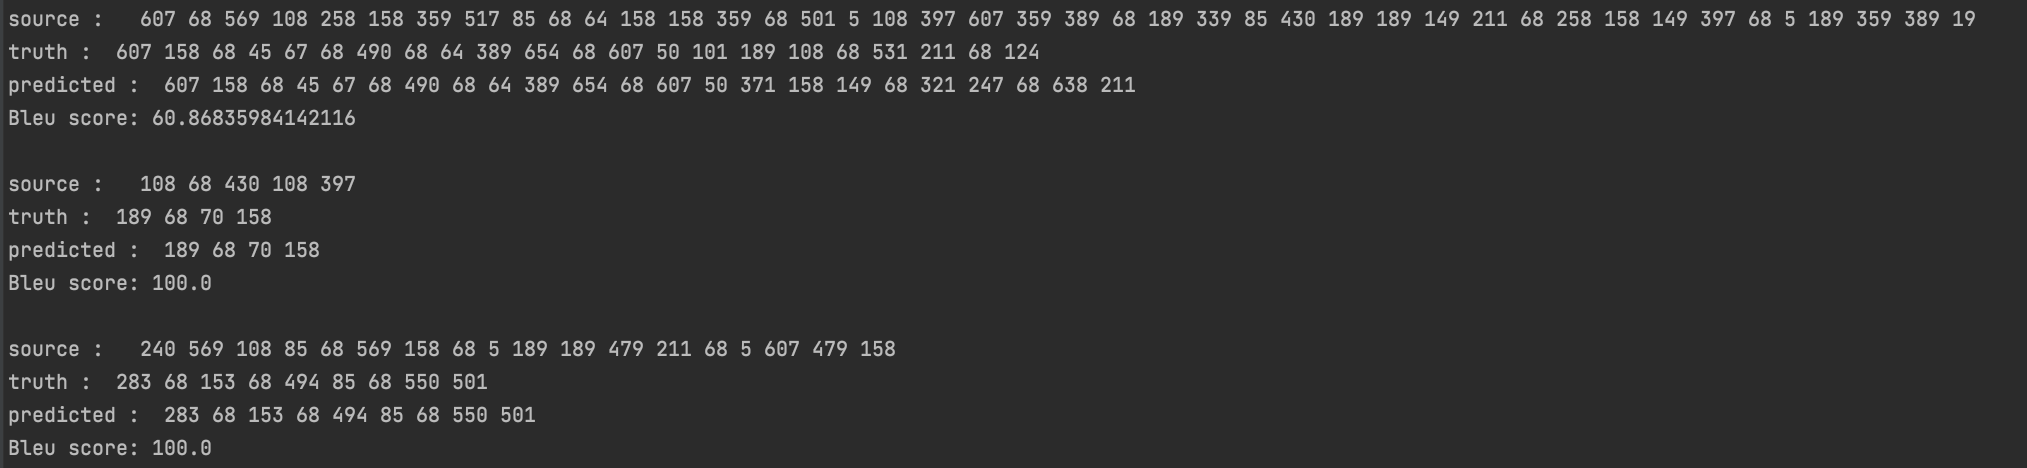 source :   607 68 569 108 258 158 359 517 85 68 64 158 158 359 68 501 5 108 397 607 359 389 68 189 339 85 430 189 189 149 211 68 258 158 149 397 68 5 189 359 389 19
truth :  607 158 68 45 67 68 490 68 64 389 654 68 607 50 101 189 108 68 531 211 68 124
predicted :  607 158 68 45 67 68 490 68 64 389 654 68 607 50 371 158 149 68 321 247 68 638 211
Bleu score: 60.86835984142116
source :   108 68 430 108 397
truth :  189 68 70 158
predicted :  189 68 70 158
Bleu score: 100.0
source :   240 569 108 85 68 569 158 68 5 189 189 479 211 68 5 607 479 158
truth :  283 68 153 68 494 85 68 550 501
predicted :  283 68 153 68 494 85 68 550 501
Bleu score: 100.0